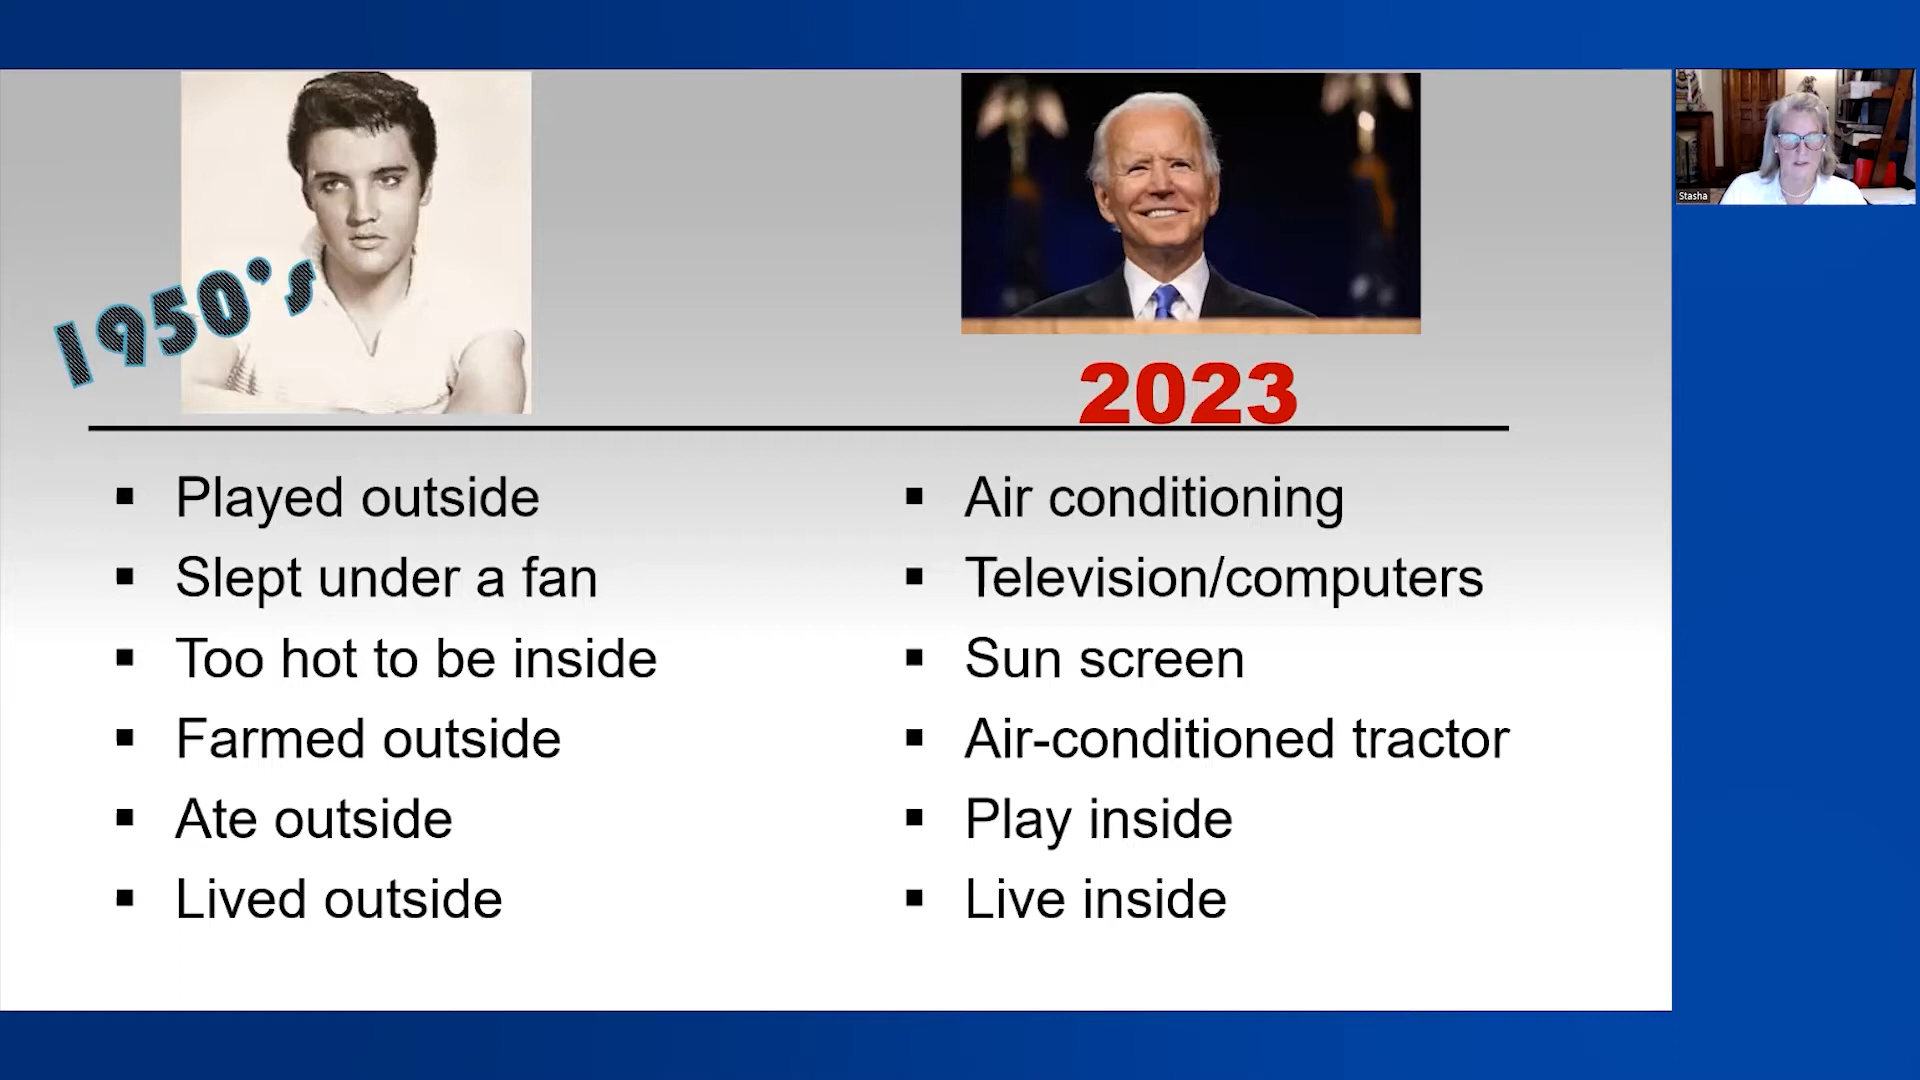 1950's
2023
Played outside
Slept under a fan
Too hot to be inside
Farmed outside
Ate outside
Lived outside
Air conditioning
Television/computers
Sun screen
Air-conditioned tractor
Play inside
Live inside
Stasha